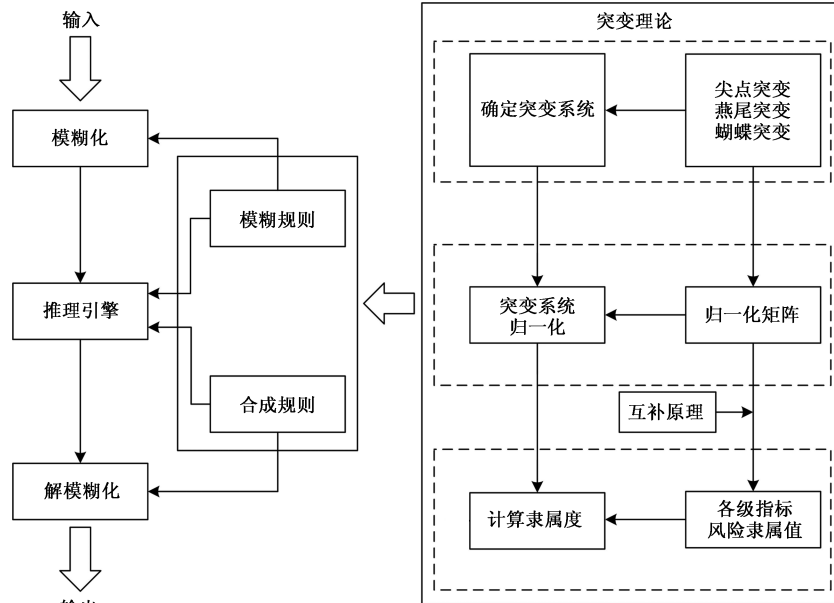 输入
模糊化
模糊规则
推理引擎
合成规则
解模糊化
突变理论
确定突变系统
尖点突变
燕尾突变
蝴蝶突变
突变系统
归一化
归一化矩阵
互补原理
计算隶属度
各级指标
风险隶属值